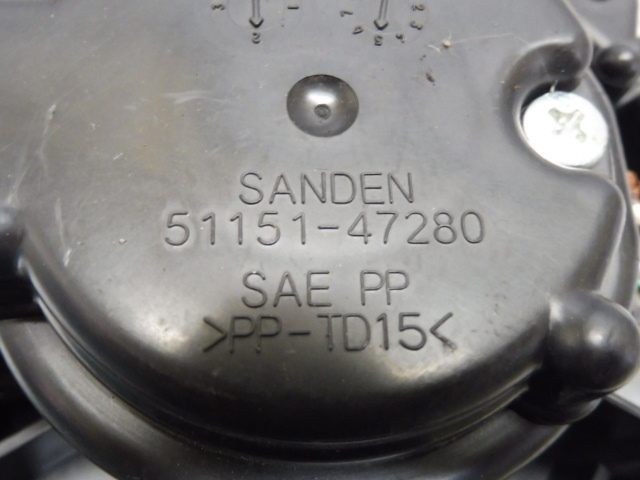 SANDEN
51151-47280
SAE PP
>PP-TD15<